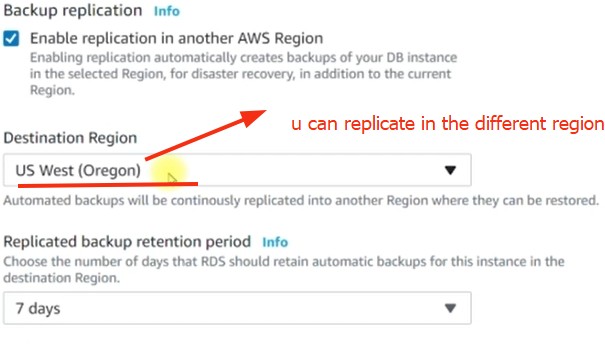 Backup replication Info
Enable replication in another AWS Region
Enabling replication automatically creates backups of your DB instance
in the selected Region, for disaster recovery, in addition to the current
Region.
u can replicate in the different region
Destination Region
US West (Oregon)
Automated backups will be continously replicated into another Region where they can be restored.
Replicated backup retention period Info
Choose the number of days that RDS should retain automatic backups for this instance in the
destination Region.
7 days